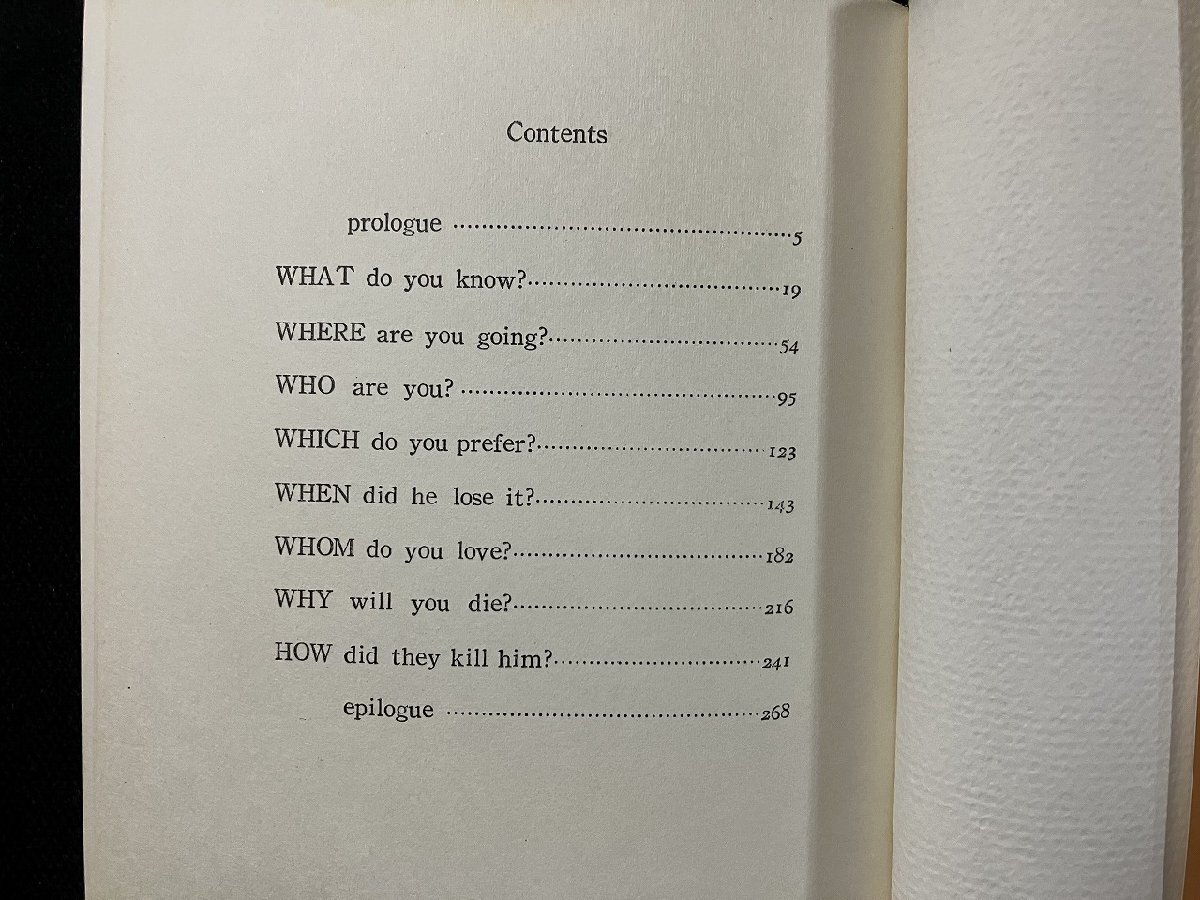 Contents
prologue ................................................5
WHAT do you know?....................................19
WHERE are you going?.................................54
WHO are you? .............................................95
WHICH do you prefer?.................................123
WHEN did he lose it?.................................143
WHOM do you love?....................................182
WHY will you die?....................................216
HOW did they kill him?..............................241
epilogue .............................................268